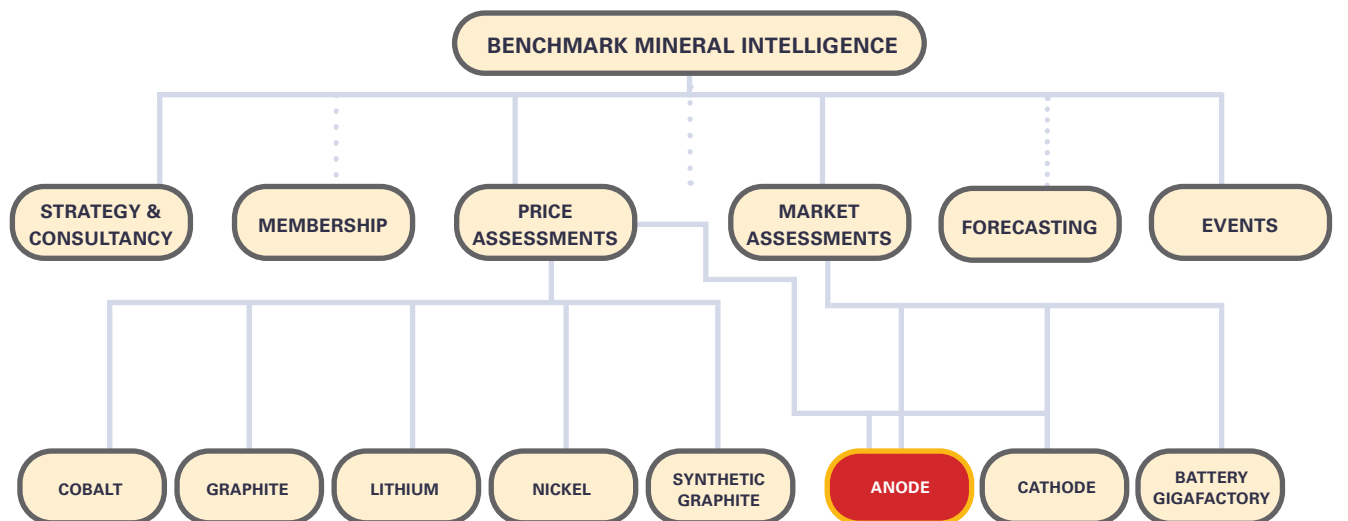 BENCHMARK MINERAL INTELLIGENCE
STRATEGY &
CONSULTANCY
MEMBERSHIP
PRICE
ASSESSMENTS
MARKET
ASSESSMENTS
FORECASTING
EVENTS
COBALT
GRAPHITE
LITHIUM
NICKEL
SYNTHETIC
GRAPHITE
ANODE
CATHODE
BATTERY
GIGAFACTORY